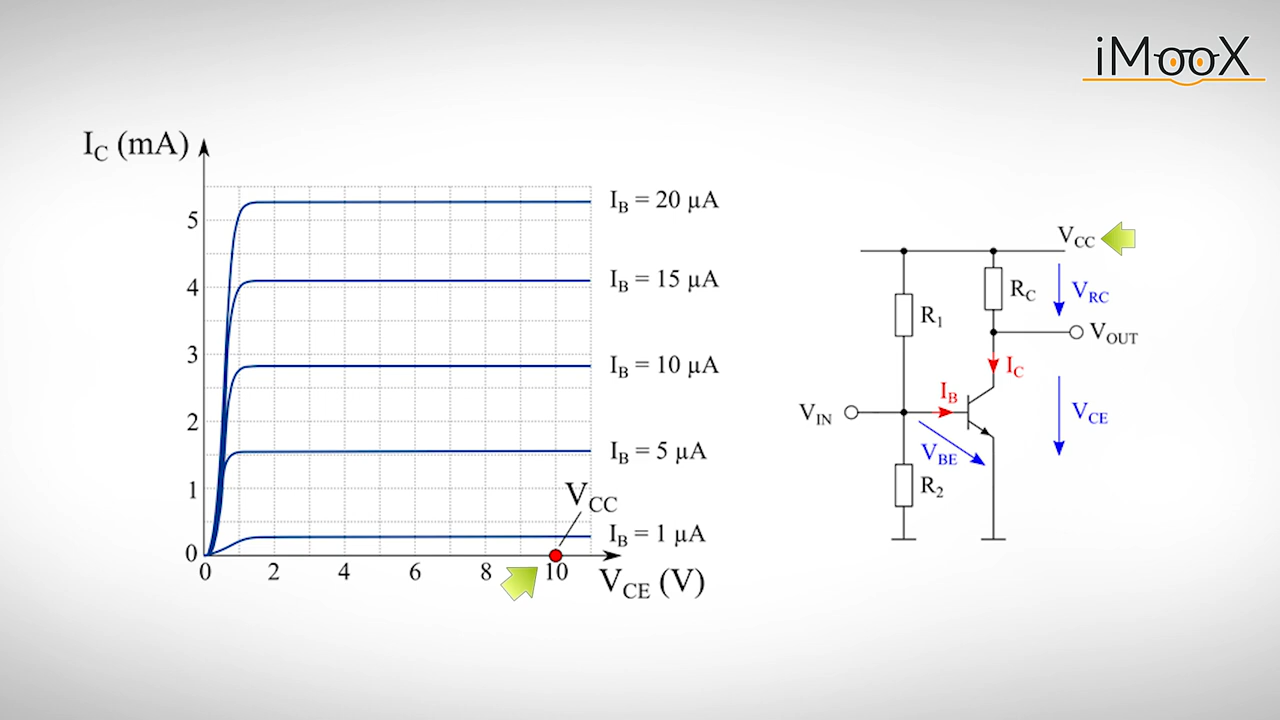 iMooX
I_C (mA)
5
4
3
2
1
0
I_B = 20 µA
I_B = 15 µA
I_B = 10 µA
I_B = 5 µA
I_B = 1 µA
V_CC
0 2 4 6 8 10
V_CE (V)
V_CC
R_C
V_RC
R_1
V_OUT
I_C
I_B
V_IN
V_CE
V_BE
R_2